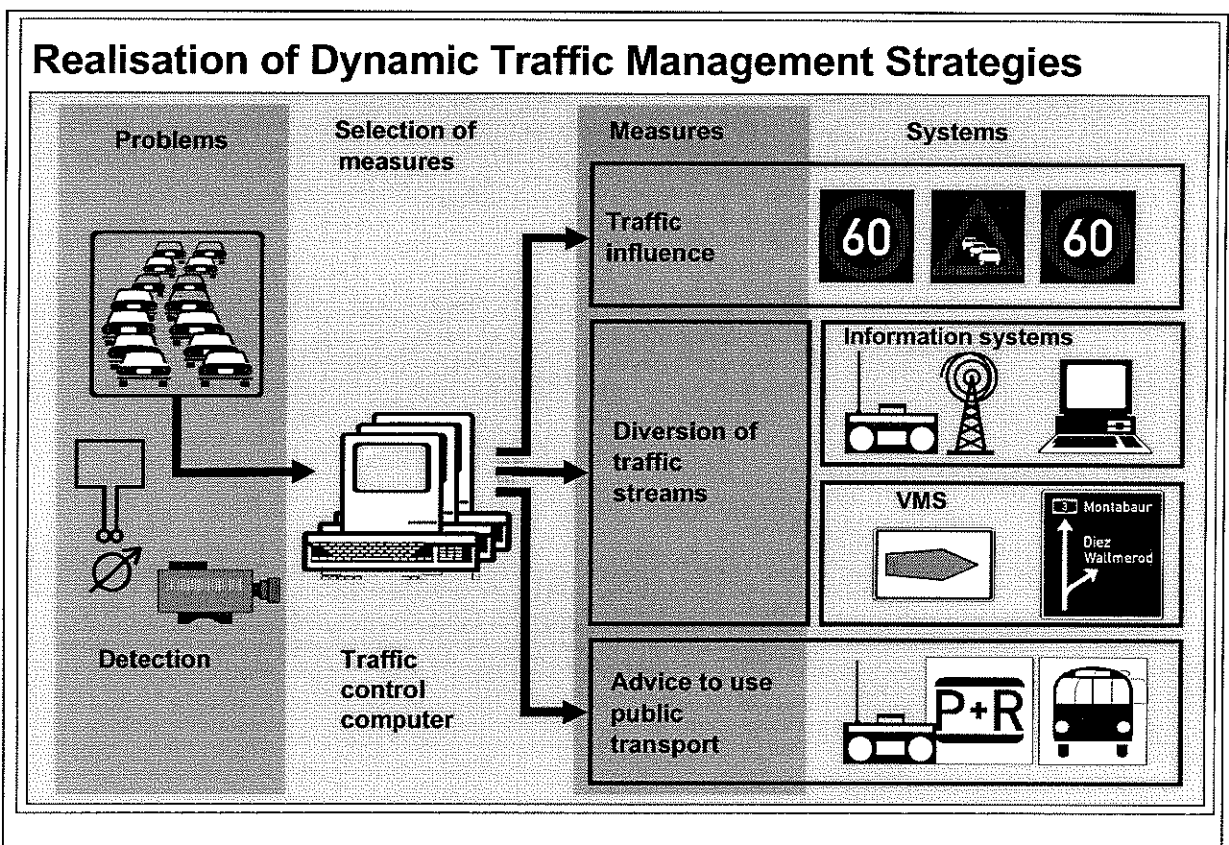 Realisation of Dynamic Traffic Management Strategies
Problems
Selection of
measures
Measures
Systems
Traffic
influence
60
60
Information systems
Diversion of
traffic
streams
VMS
3 Montabaur
Diez
Wallmerod
Detection
Traffic
control
computer
Advice to use
public
transport
P+R